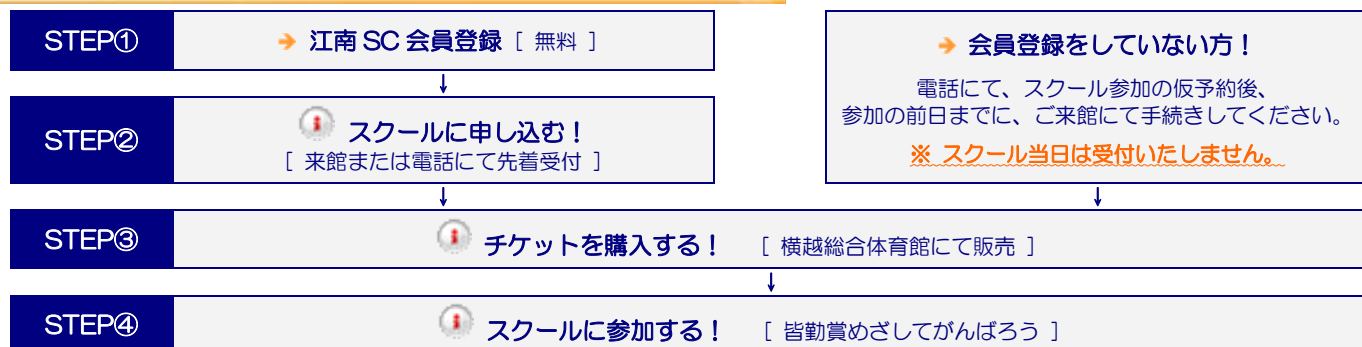 STEP① 江南SC会員登録 [ 無料 ]
STEP② スクールに申し込む!
[ 来館または電話にて先着受付 ]
会員登録をしていない方!
電話にて、スクール参加の仮予約後、
参加の前日までに、ご来館にて手続きしてください。
※ スクール当日は受付いたしません。
STEP③ チケットを購入する! [ 横越総合体育館にて販売 ]
STEP④ スクールに参加する! [ 皆勤賞めざしてがんばろう ]